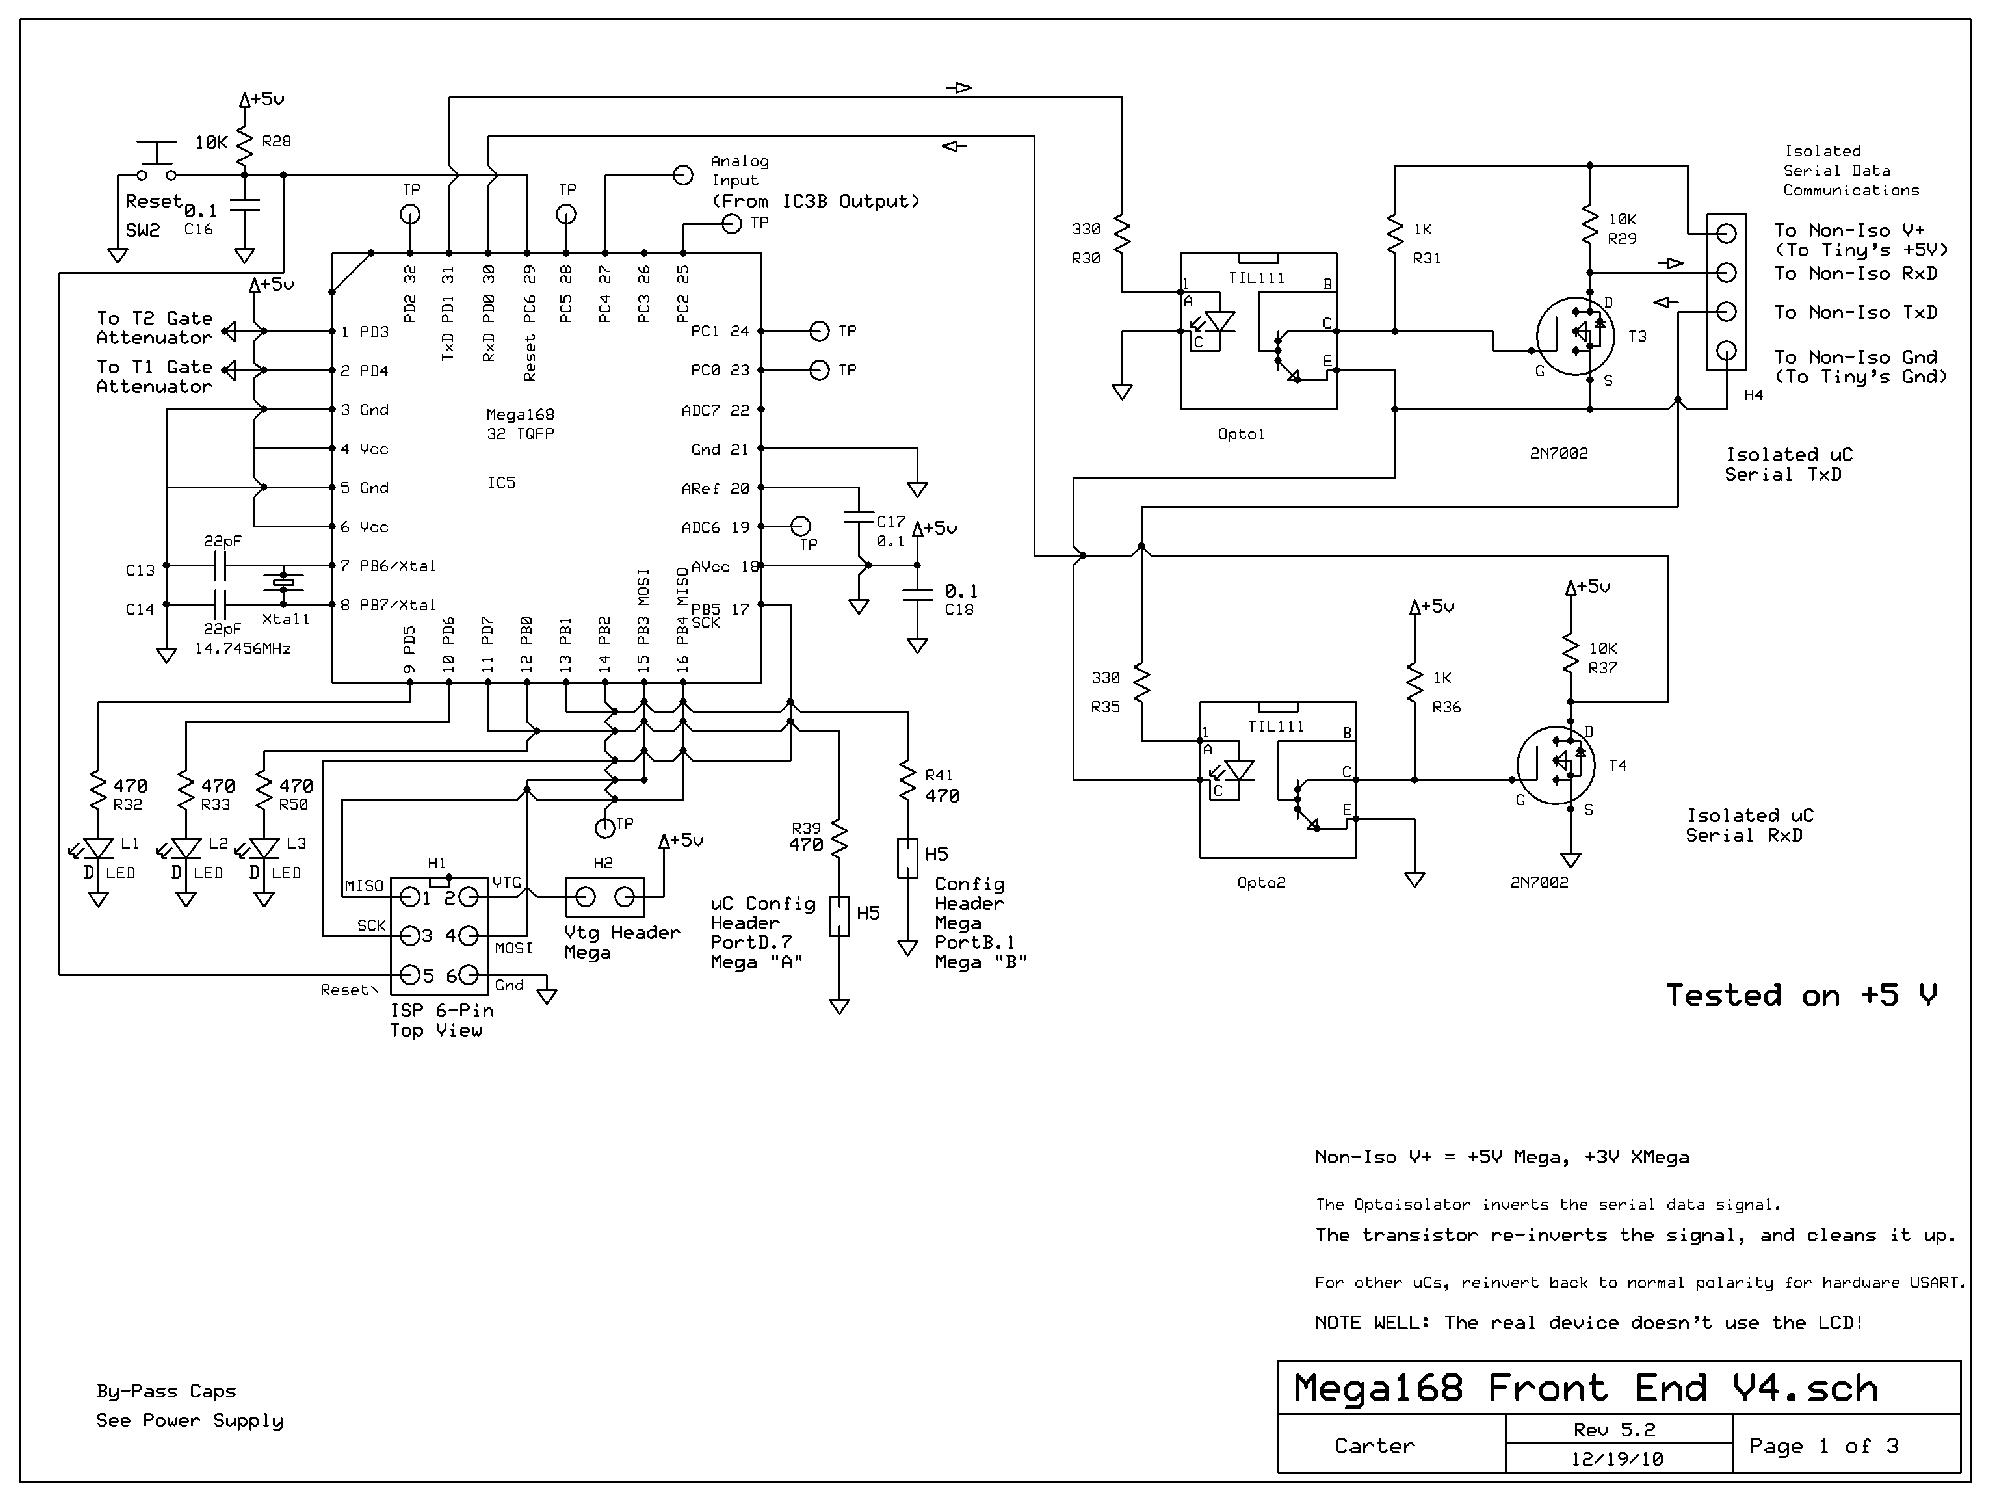 +5v
10K
R28
Reset
SW2
0.1
C16
+5v
To T2 Gate
Attenuator
To T1 Gate
Attenuator
TP
TP
Analog
Input
(From IC3B Output)
TP
PD2 32
TxD PD1 31
RxD PD0 30
Reset PC6 29
PC5 28
PC4 27
PC3 26
PC2 25
1 PD3
2 PD4
3 Gnd
4 Vcc
5 Gnd
6 Vcc
7 PB6/Xtal
8 PB7/Xtal
Mega168
32 TQFP
IC5
PC1 24
PC0 23
ADC7 22
Gnd 21
ARef 20
ADC6 19
AVcc 18
PB5 17
SCK
9 PD5
10 PD6
11 PD7
12 PB0
13 PB1
14 PB2
15 PB3 MOSI
16 PB4 MISO
TP
TP
C17
0.1
+5v
TP
0.1
C18
22pF
C13
C14
22pF
Xtal1
14.7456MHz
470
R32
470
R33
470
R50
L1
D LED
L2
D LED
L3
D LED
TP
+5v
H1
H2
MISO
VTG
1 2
SCK
3 4
MOSI
5 6
Reset\
Gnd
ISP 6-Pin
Top View
Vtg Header
Mega
R39
470
H5
uC Config
Header
PortD.7
Mega "A"
R41
470
H5
Config
Header
Mega
PortB.1
Mega "B"
330
R30
1
A
C
TIL111
B
C
E
Opto1
1K
R31
10K
R29
D
G
S
T3
2N7002
Isolated
Serial Data
Communications
To Non-Iso V+
(To Tiny's +5V)
To Non-Iso RxD
To Non-Iso TxD
To Non-Iso Gnd
(To Tiny's Gnd)
H4
Isolated uC
Serial TxD
330
R35
1
A
C
TIL111
B
C
E
Opto2
+5v
1K
R36
+5v
10K
R37
D
G
S
T4
2N7002
Isolated uC
Serial RxD
Tested on +5 V
Non-Iso V+ = +5V Mega, +3V XMega
The Optoisolator inverts the serial data signal.
The transistor re-inverts the signal, and cleans it up.
For other uCs, reinvert back to normal polarity for hardware USART.
NOTE WELL: The real device doesn't use the LCD!
By-Pass Caps
See Power Supply
Mega168 Front End V4.sch
Carter
Rev 5.2
12/19/10
Page 1 of 3